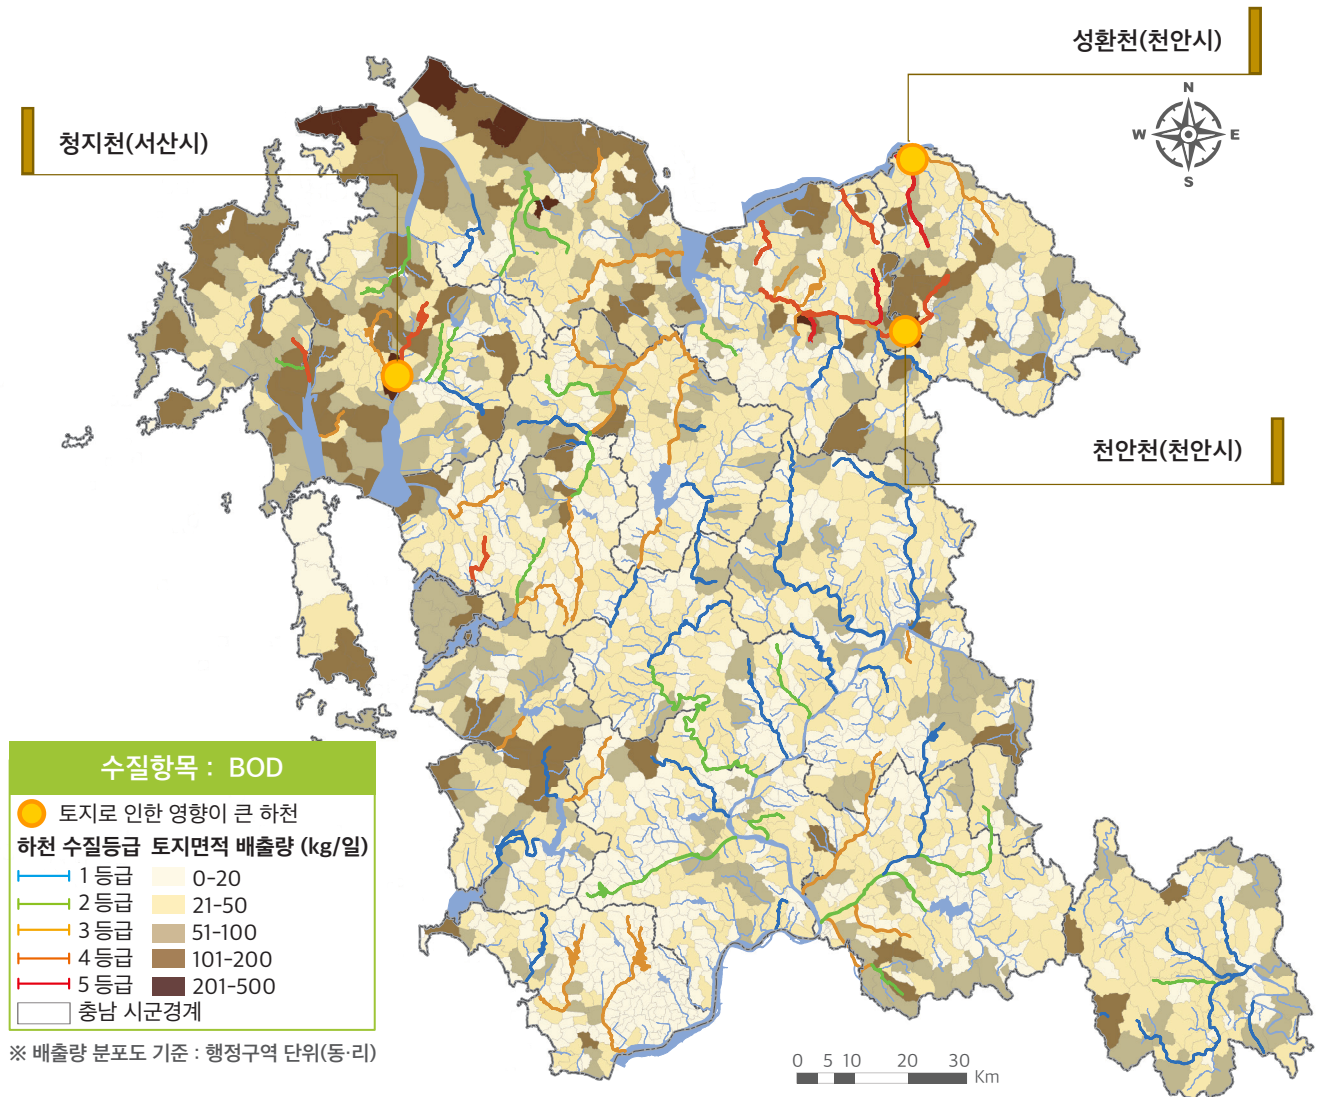 성환천(천안시)
청지천(서산시)
N
W E
S
천안천(천안시)
수질항목 : BOD
토지로 인한 영향이 큰 하천
하천 수질등급 토지면적 배출량 (kg/일)
1 등급 0-20
2 등급 21-50
3 등급 51-100
4 등급 101-200
5 등급 201-500
충남 시군경계
※ 배출량 분포도 기준 : 행정구역 단위(동·리)
0 5 10 20 30
Km